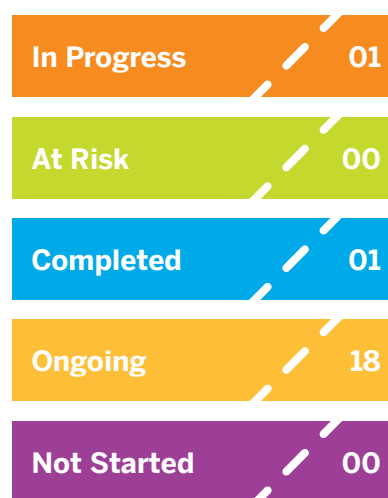 In Progress 01
At Risk 00
Completed 01
Ongoing 18
Not Started 00